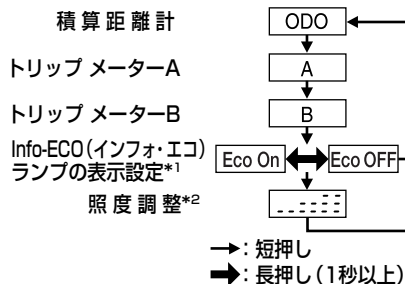 積算距離計 ODO
トリップ メーターA A
トリップ メーターB B
Info-ECO（インフォ・エコ）
ランプの表示設定*1 Eco On Eco OFF
照度調整*2
：短押し
：長押し（1秒以上）